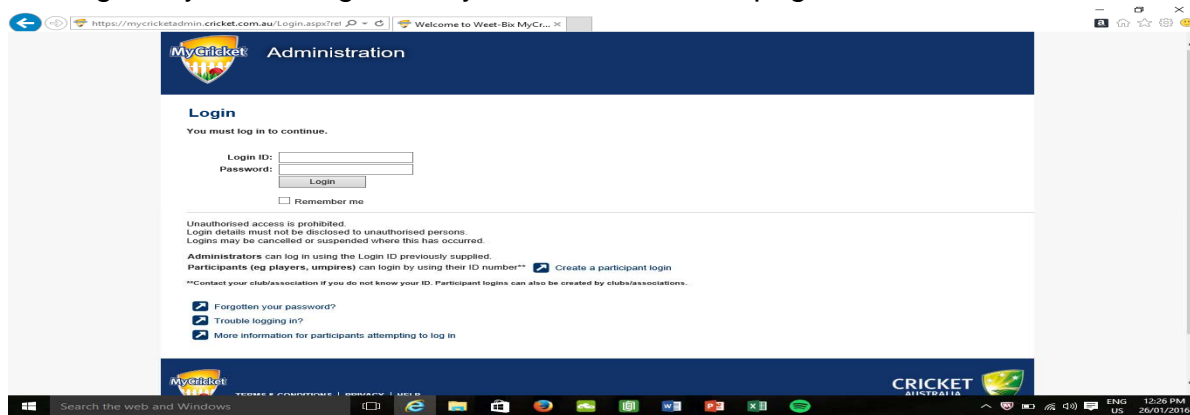 https://mycricketadmin.cricket.com.au/Login.aspx?rel
Welcome to Weet-Bix MyCr...
MyCricket Administration
Login
You must log in to continue.
Login ID:
Password:
Login
Remember me
Unauthorised access is prohibited.
Login details must not be disclosed to unauthorised persons.
Logins may be cancelled or suspended where this has occurred.
Administrators can log in using the Login ID previously supplied.
Participants (eg players, umpires) can login by using their ID number** Create a participant login
**Contact your club/association if you do not know your ID. Participant logins can also be created by clubs/associations.
Forgotten your password?
Trouble logging in?
More information for participants attempting to log in
MyCricket
CRICKET
AUSTRALIA
TERMS & CONDITIONS | PRIVACY | HELP
Search the web and Windows
ENG 12:26 PM
US 26/01/2016